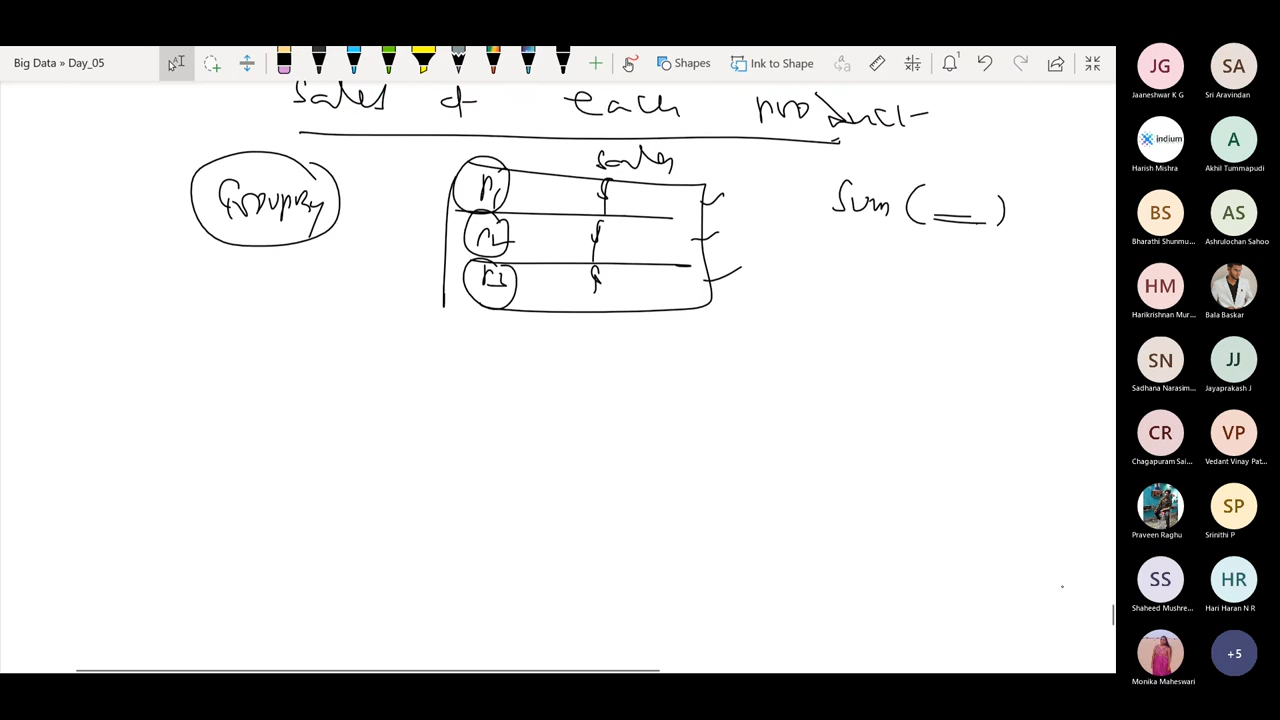 Big Data » Day_05
Shapes
Ink to Shape
1
sales of each product
sales
Groupby
P1
P2
P3
Sum ( __ )
JG
Jaaneshwar K G
SA
Sri Aravindan
indium
Harish Mishra
A
Akhil Tummapudi
BS
Bharathi Shunmu...
AS
Ashrulochan Sahoo
HM
Harikrishnan Mur...
Bala Baskar
SN
Sadhana Narasim...
JJ
Jayaprakash J
CR
Chagapuram Sai...
VP
Vedant Vinay Pat...
Praveen Raghu
SP
Srinithi P
SS
Shaheed Mushre...
HR
Hari Haran N R
Monika Maheswari
+5